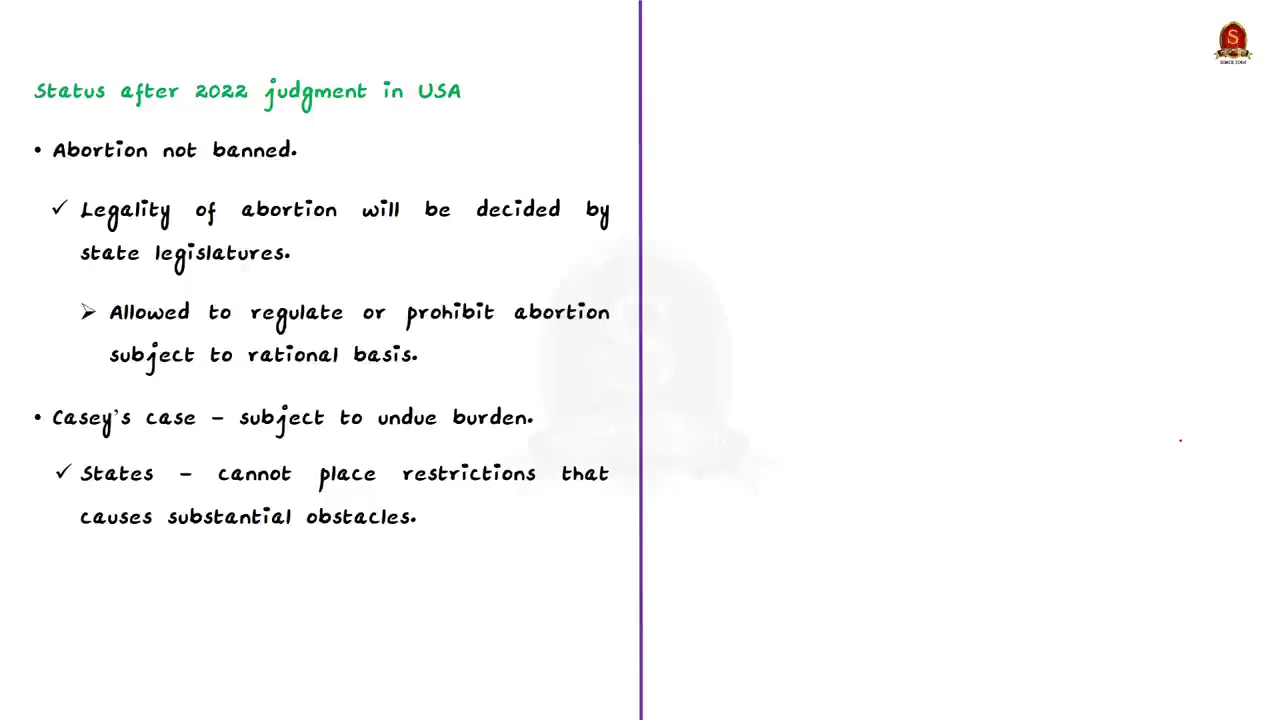 Status after 2022 judgment in USA
• Abortion not banned.
✓ Legality of abortion will be decided by
state legislatures.
➢ Allowed to regulate or prohibit abortion
subject to rational basis.
• Casey's case – subject to undue burden.
✓ States – cannot place restrictions that
causes substantial obstacles.
S
SINCE 2004